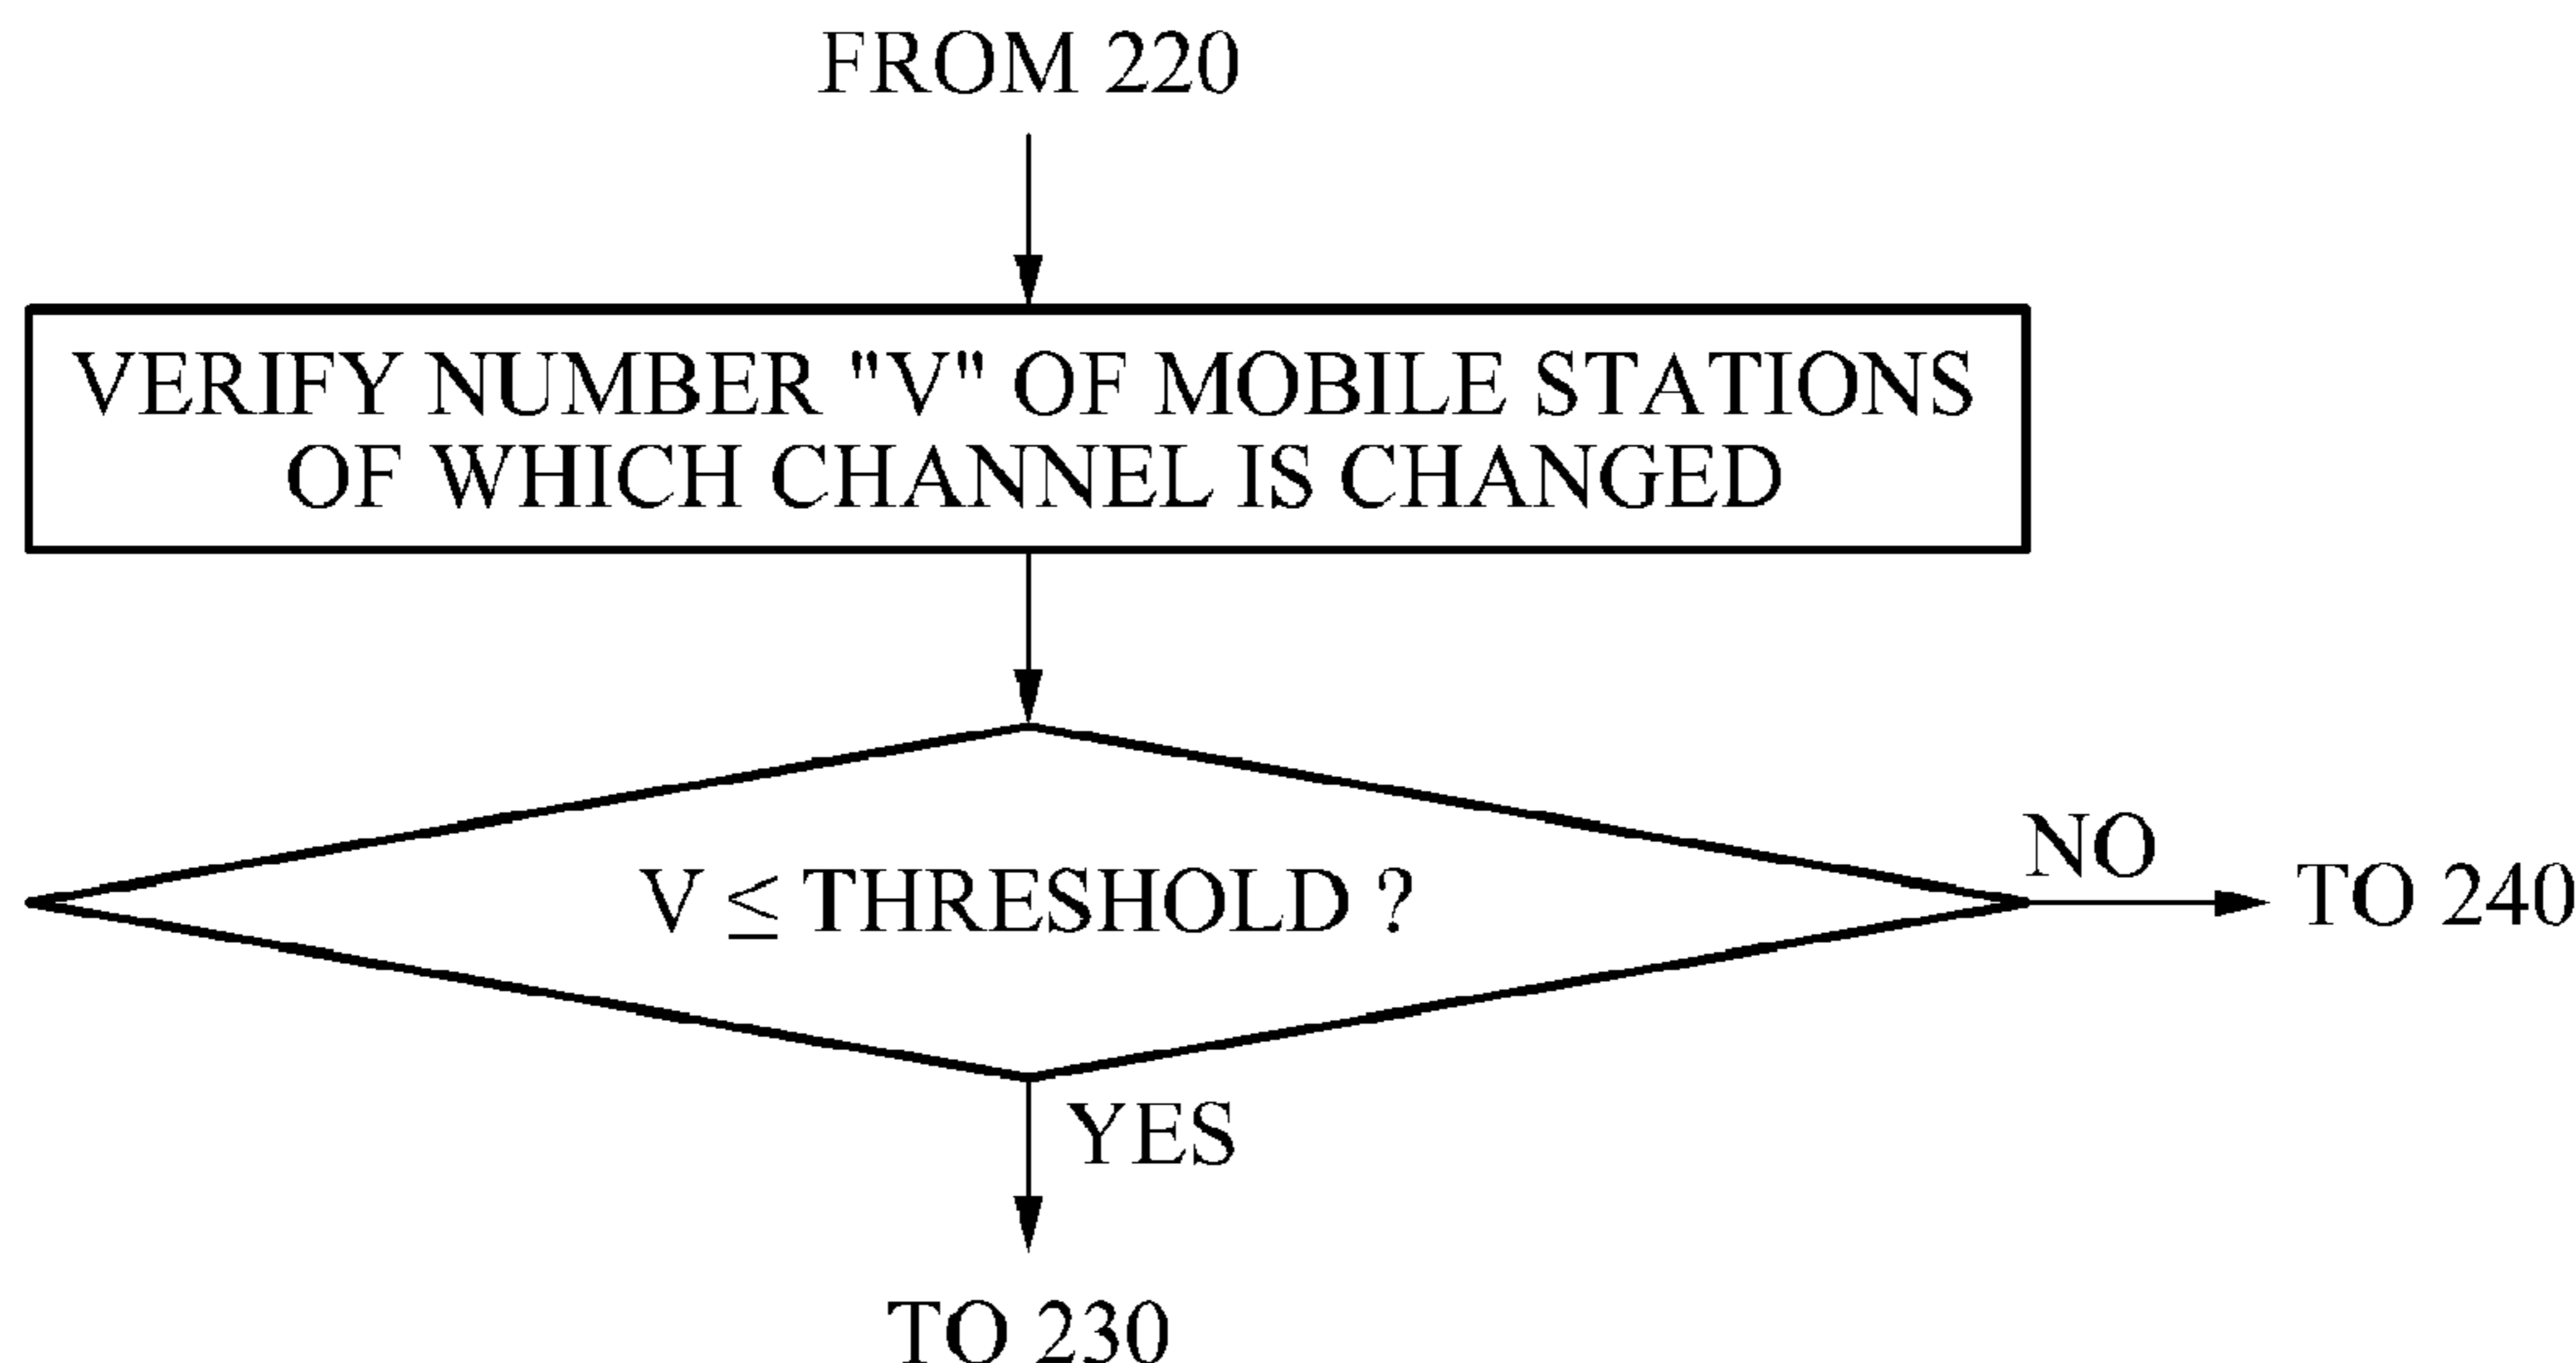 FROM 220
VERIFY NUMBER "V" OF MOBILE STATIONS
OF WHICH CHANNEL IS CHANGED
V ≤ THRESHOLD ?
NO
TO 240
YES
TO 230